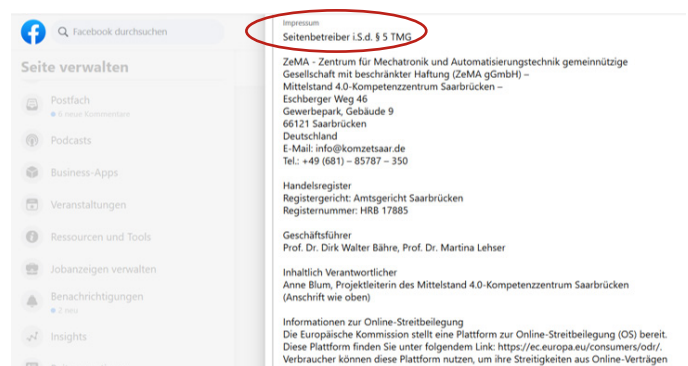 Facebook durchsuchen
Seite verwalten
Postfach
6 neue Kommentare
Podcasts
Business-Apps
Veranstaltungen
Ressourcen und Tools
Jobanzeigen verwalten
Benachrichtigungen
2 neu
Insights
Impressum
Seitenbetreiber i.S.d. § 5 TMG
ZeMA - Zentrum für Mechatronik und Automatisierungstechnik gemeinnützige
Gesellschaft mit beschränkter Haftung (ZeMA gGmbH) –
Mittelstand 4.0-Kompetenzzentrum Saarbrücken –
Eschberger Weg 46
Gewerbepark, Gebäude 9
66121 Saarbrücken
Deutschland
E-Mail: info@komzetsaar.de
Tel.: +49 (681) – 85787 – 350
Handelsregister
Registergericht: Amtsgericht Saarbrücken
Registernummer: HRB 17885
Geschäftsführer
Prof. Dr. Dirk Walter Bähre, Prof. Dr. Martina Lehser
Inhaltlich Verantwortlicher
Anne Blum, Projektleiterin des Mittelstand 4.0-Kompetenzzentrum Saarbrücken
(Anschrift wie oben)
Informationen zur Online-Streitbeilegung
Die Europäische Kommission stellt eine Plattform zur Online-Streitbeilegung (OS) bereit.
Diese Plattform finden Sie unter folgendem Link: https://ec.europa.eu/consumers/odr/.
Verbraucher können diese Plattform nutzen, um ihre Streitigkeiten aus Online-Verträgen